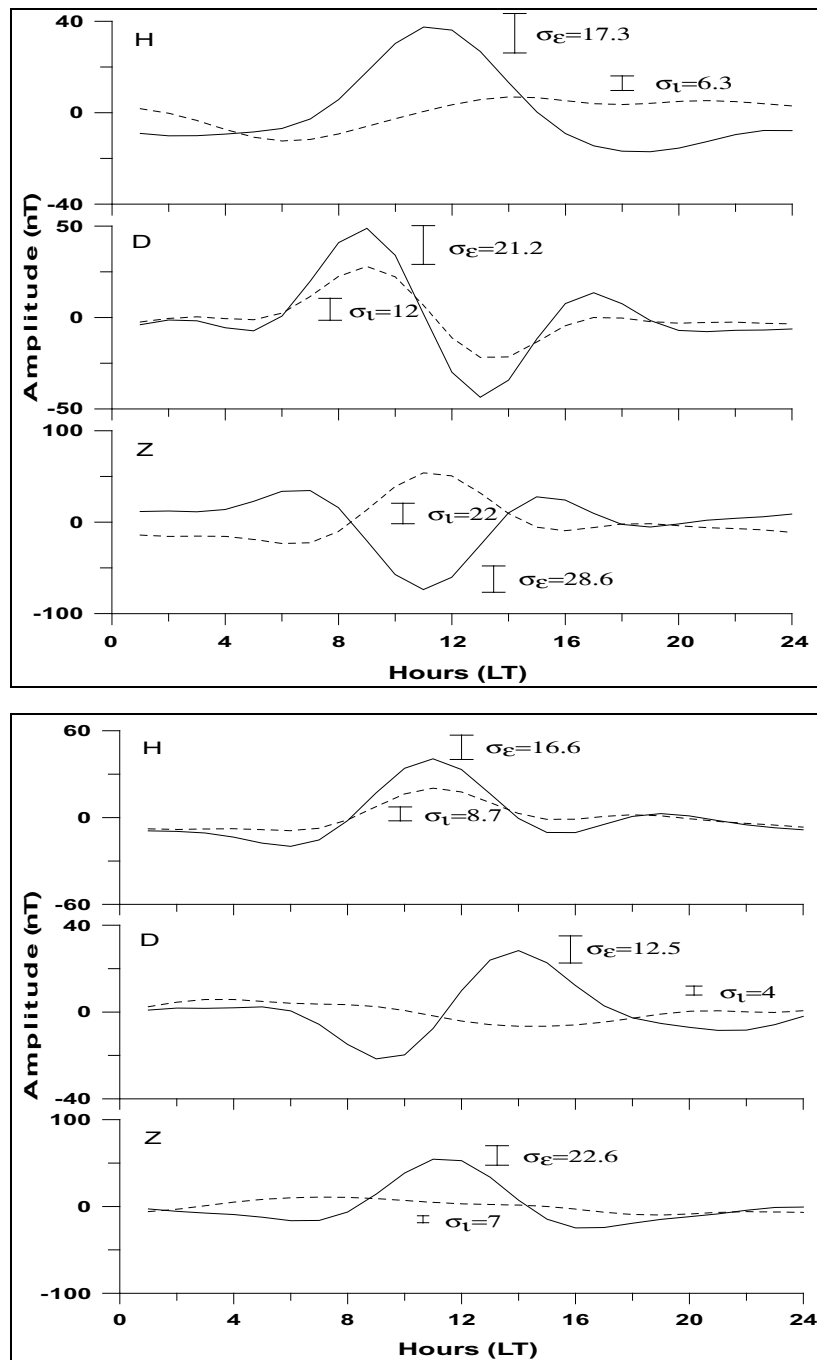 40
H
σε=17.3
σι=6.3
0
-40
50
D
σε=21.2
σι=12
0
-50
100
Z
σι=22
0
σε=28.6
-100
Amplitude (nT)
0 4 8 12 16 20 24
Hours (LT)
60
H
σε=16.6
0
σι=8.7
-60
40
D
σε=12.5
σι=4
0
-40
100
Z
σε=22.6
0
σι=7
-100
Amplitude (nT)
0 4 8 12 16 20 24
Hours (LT)